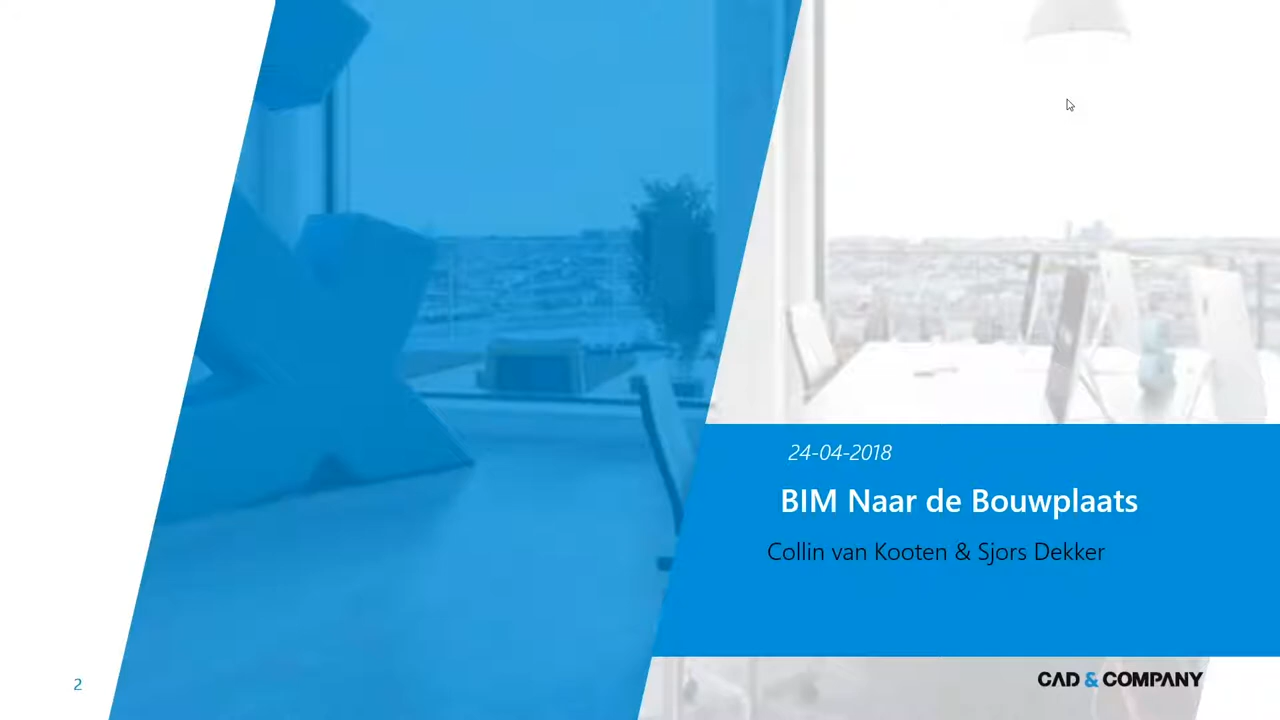 24-04-2018
BIM Naar de Bouwplaats
Collin van Kooten & Sjors Dekker
2
CAD & COMPANY